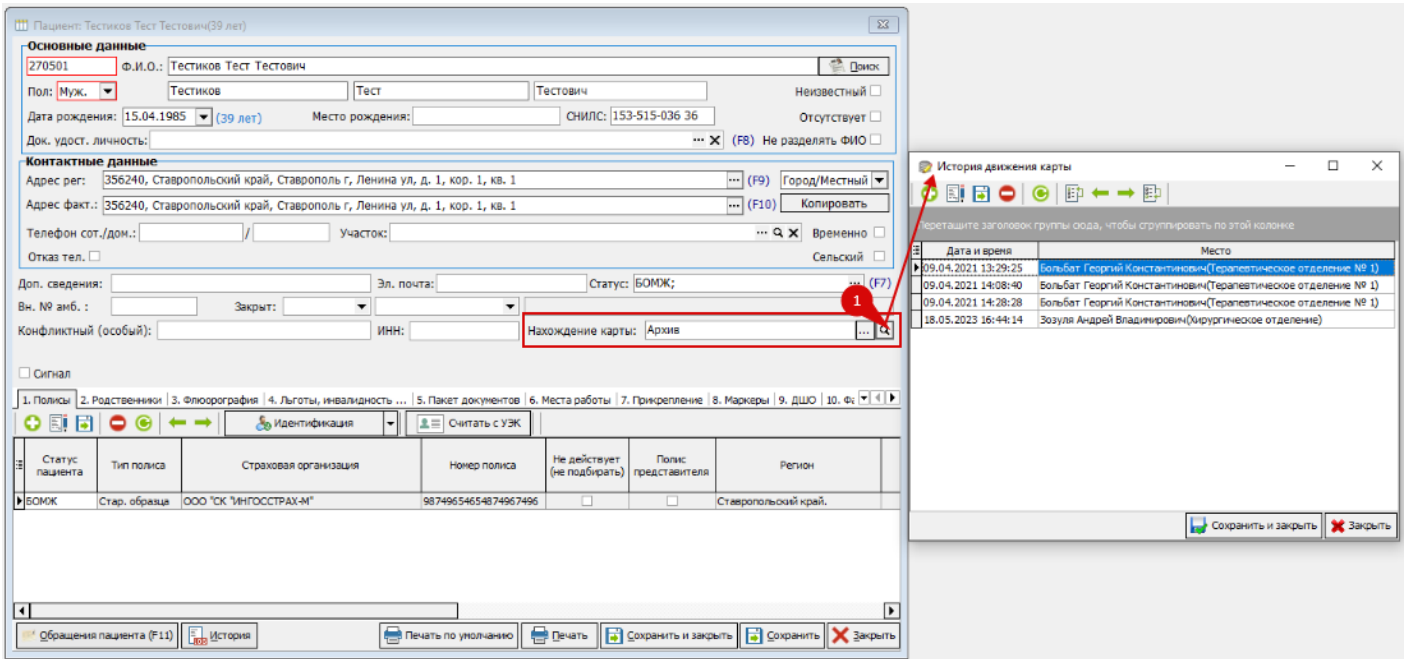 Пациент: Тестиков Тест Тестович(39 лет)
Основные данные
270501 Ф.И.О.: Тестиков Тест Тестович Поиск
Пол: Муж. Тестиков Тест Тестович Неизвестный
Дата рождения: 15.04.1985 (39 лет) Место рождения: СНИЛС: 153-515-036 36 Отсутствует
Док. удост. личность: ... (F8) Не разделять ФИО
Контактные данные
Адрес рег: 356240, Ставропольский край, Ставрополь г, Ленина ул, д. 1, кор. 1, кв. 1 ... (F9) Город/Местный
Адрес факт.: 356240, Ставропольский край, Ставрополь г, Ленина ул, д. 1, кор. 1, кв. 1 ... (F10) Копировать
Телефон сот./дом.: / Участок: ... Временно
Отказ тел. Сельский
Доп. сведения: Эл. почта: Статус: БОМЖ; ... (F7)
Вн. № амб. : Закрыт:
1
Конфликтный (особый): ИНН: Нахождение карты: Архив ...
Сигнал
1. Полисы 2. Родственники 3. Флюорография 4. Льготы, инвалидность ... 5. Пакет документов 6. Места работы 7. Прикрепление 8. Маркеры 9. ДШО 10. Фа
Идентификация Считать с УЭК
Статус пациента Тип полиса Страховая организация Номер полиса Не действует (не подбирать) Полис представителя Регион
БОМЖ Стар. образца ООО "СК "ИНГОССТРАХ-М" 98749654654874967496 Ставропольский край.
Обращения пациента (F11) История Печать по умолчанию Печать Сохранить и закрыть Сохранить Закрыть
История движения карты
Перетащите заголовок группы сюда, чтобы сгруппировать по этой колонке
Дата и время Место
09.04.2021 13:29:25 Больбат Георгий Константинович(Терапевтическое отделение № 1)
09.04.2021 14:08:40 Больбат Георгий Константинович(Терапевтическое отделение № 1)
09.04.2021 14:28:28 Больбат Георгий Константинович(Терапевтическое отделение № 1)
18.05.2023 16:44:14 Зозуля Андрей Владимирович(Хирургическое отделение)
Сохранить и закрыть Закрыть